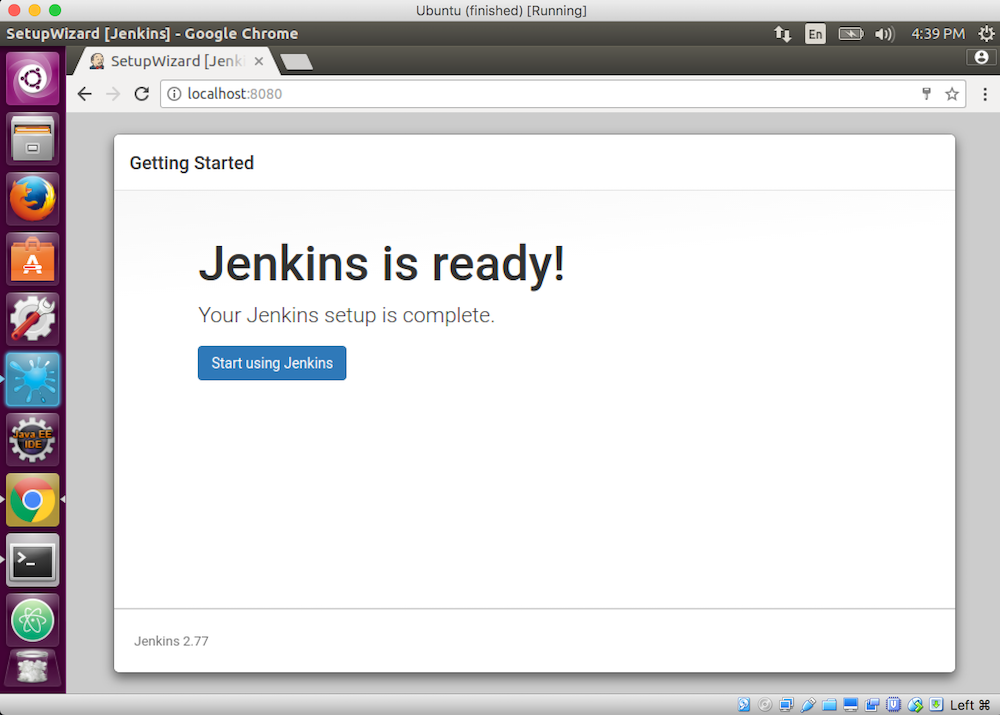 Ubuntu (finished) [Running]
SetupWizard [Jenkins] - Google Chrome
En
4:39 PM
SetupWizard [Jenk
localhost:8080
Getting Started
Jenkins is ready!
Your Jenkins setup is complete.
Start using Jenkins
Java EE
IDE
Jenkins 2.77
Left ⌘